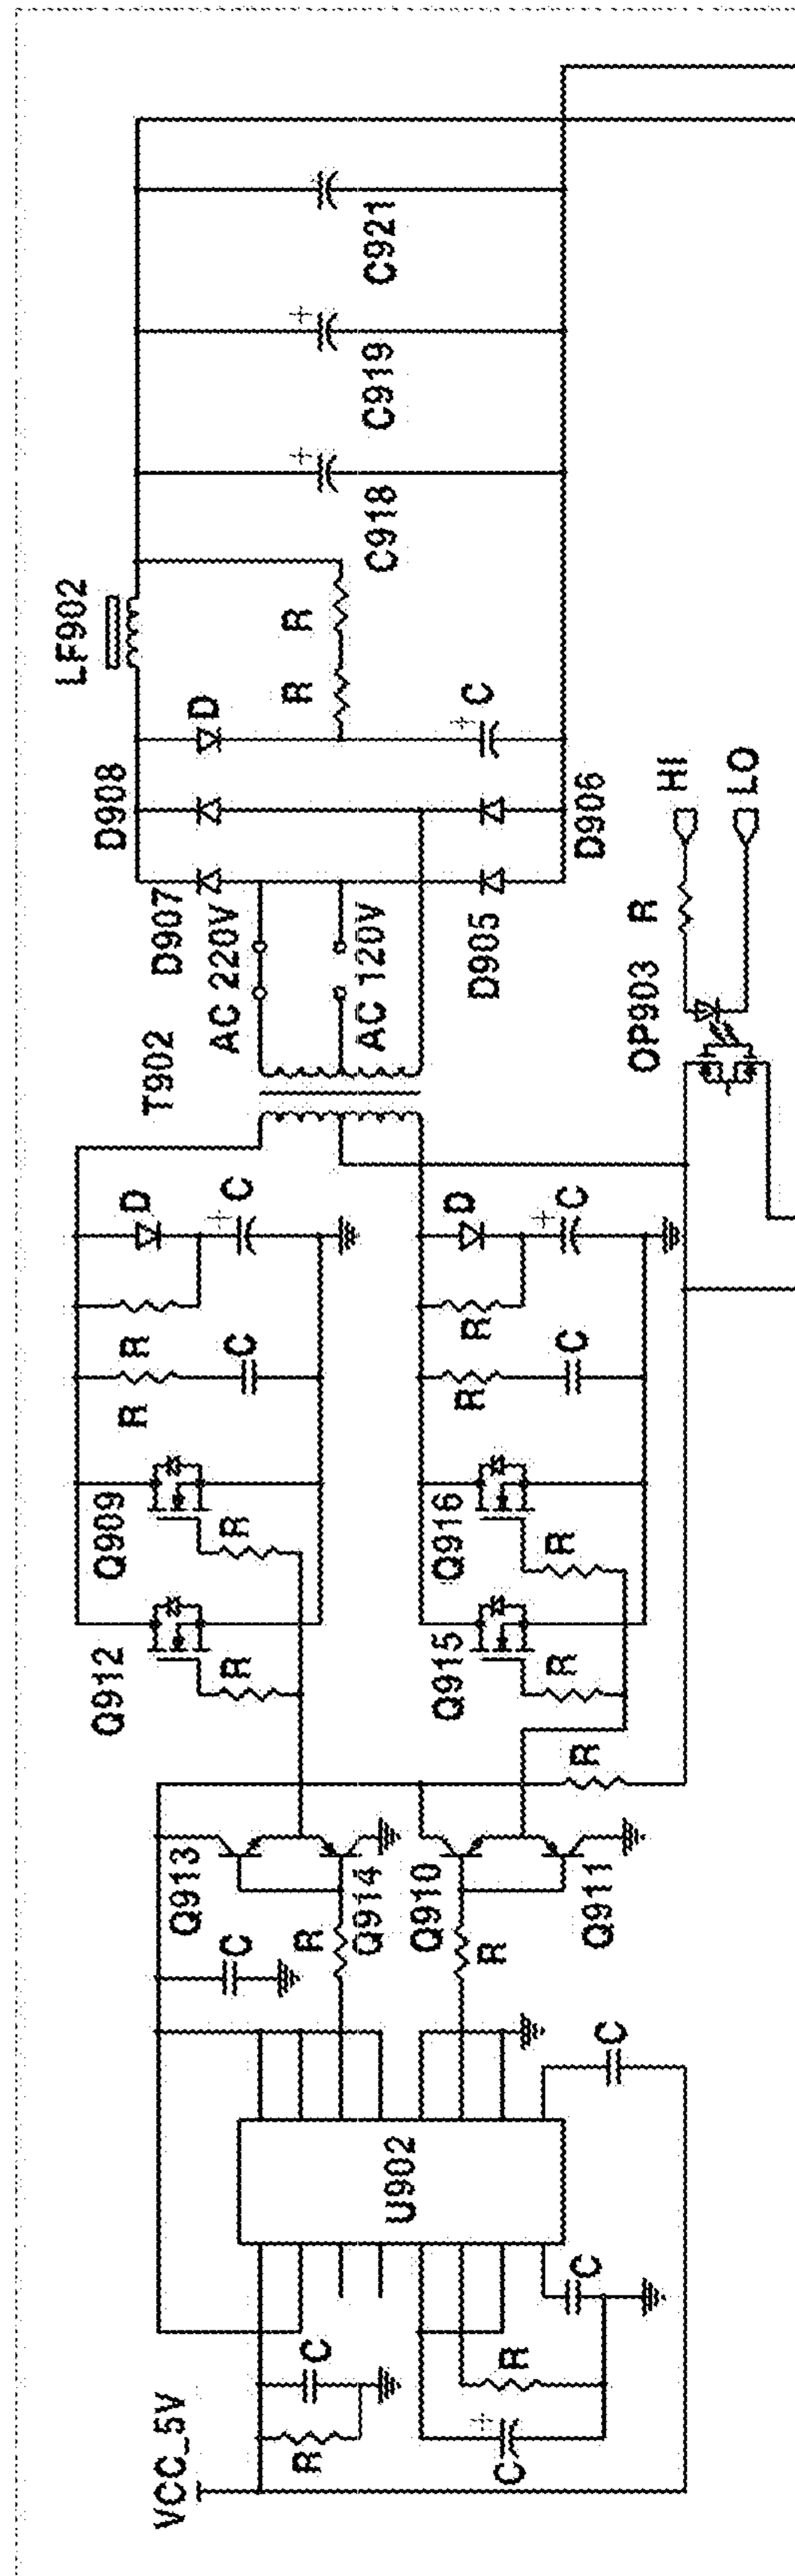 VCC_5V
R
C
C
R
C
U902
C
C
R
R
Q913
Q914
Q910
Q911
R
Q912
R
Q909
R
Q915
R
Q916
R
R
R
C
D
C
R
R
C
D
C
T902
AC 220V
AC 120V
D907
D908
D905
D906
D
R
R
C
LF902
C918
C919
C921
OP903
R
HI
LO